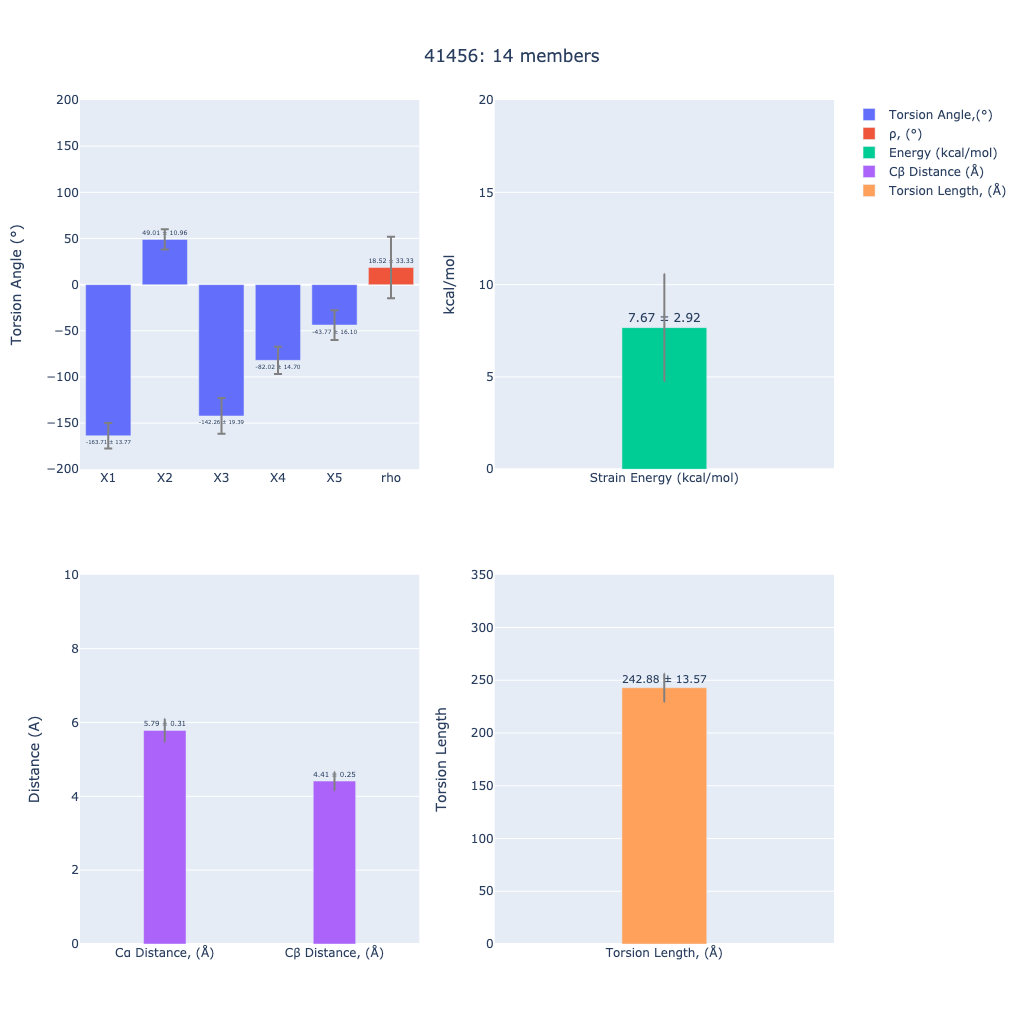 41456: 14 members
Torsion Angle (°)
200
150
100
50
0
−50
−100
−150
−200
-163.71 ± 13.77
49.01 ± 10.96
-142.26 ± 19.39
-82.02 ± 14.70
-43.77 ± 16.10
18.52 ± 33.33
X1
X2
X3
X4
X5
rho
kcal/mol
20
15
10
5
0
7.67 ± 2.92
Strain Energy (kcal/mol)
Torsion Angle,(°)
ρ, (°)
Energy (kcal/mol)
Cβ Distance (Å)
Torsion Length, (Å)
Distance (A)
10
8
6
4
2
0
5.79 ± 0.31
4.41 ± 0.25
Cα Distance, (Å)
Cβ Distance, (Å)
Torsion Length
350
300
250
200
150
100
50
0
242.88 ± 13.57
Torsion Length, (Å)